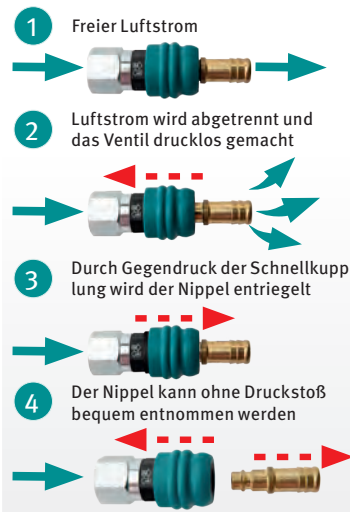 1 Freier Luftstrom
2 Luftstrom wird abgetrennt und
das Ventil drucklos gemacht
3 Durch Gegendruck der Schnellkupp
lung wird der Nippel entriegelt
4 Der Nippel kann ohne Druckstoß
bequem entnommen werden